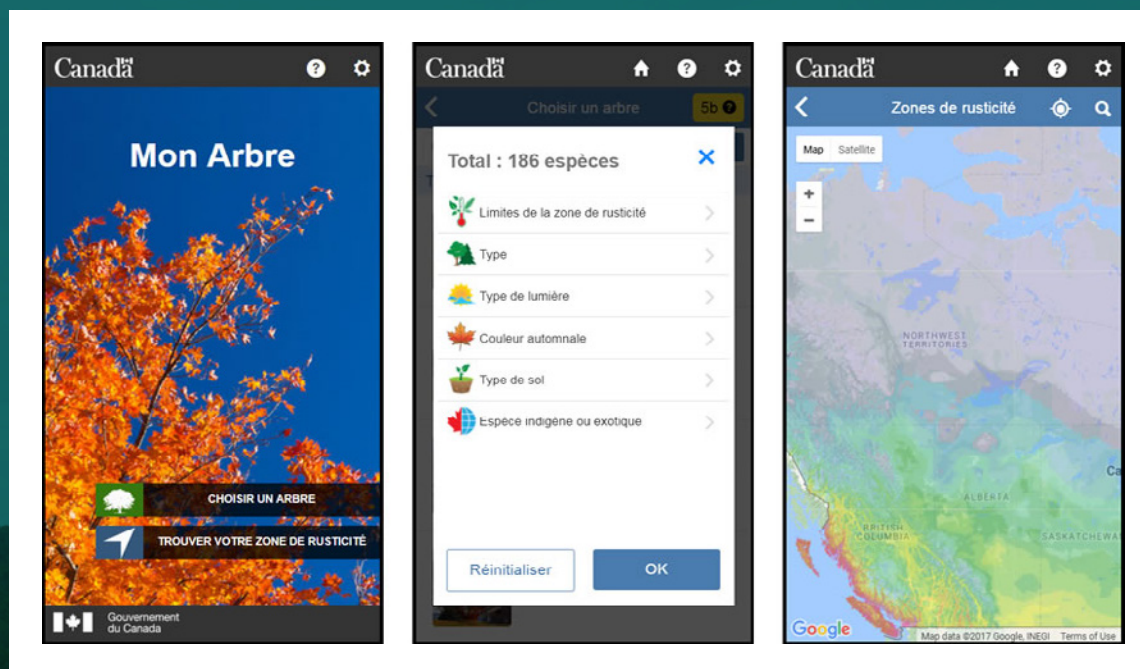 Canada
Mon Arbre
CHOISIR UN ARBRE
TROUVER VOTRE ZONE DE RUSTICITÉ
Gouvernement
du Canada
Canada
Choisir un arbre
5b
Total : 186 espèces
Limites de la zone de rusticité
Type
Type de lumière
Couleur automnale
Type de sol
Espèce indigène ou exotique
Réinitialiser
OK
Canada
Zones de rusticité
Map Satellite
+
−
NORTHWEST
TERRITORIES
Ca
ALBERTA
BRITISH
COLUMBIA
SASKATCHEWA
Google
Map data ©2017 Google, INEGI Terms of Use